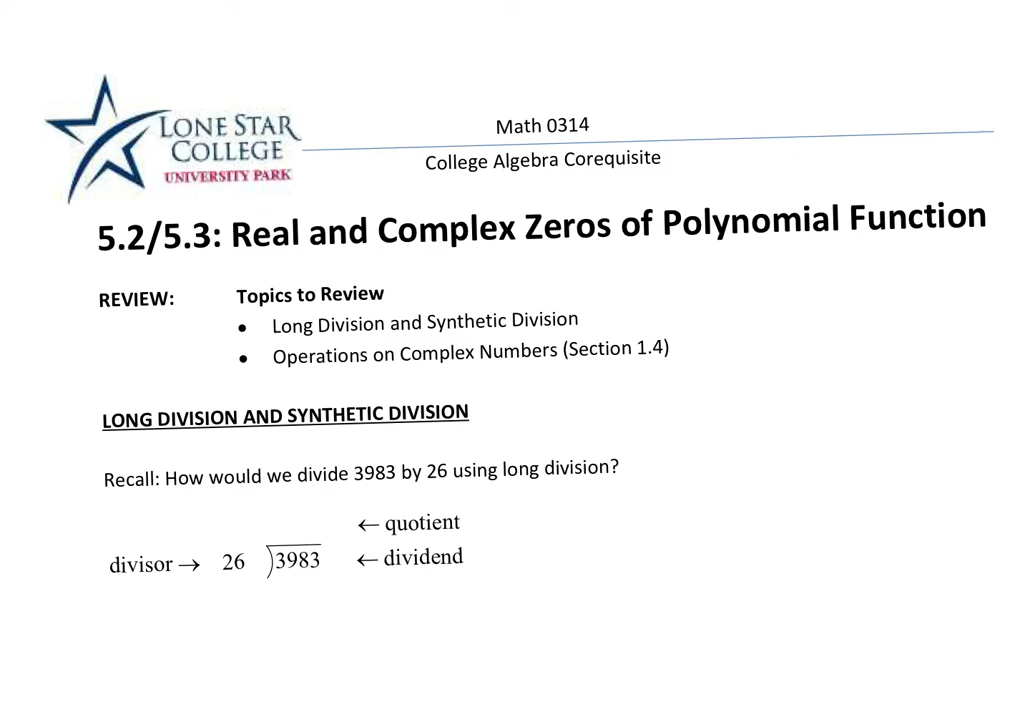 LONE STAR
COLLEGE
UNIVERSITY PARK
Math 0314
College Algebra Corequisite
5.2/5.3: Real and Complex Zeros of Polynomial Function
REVIEW: Topics to Review
• Long Division and Synthetic Division
• Operations on Complex Numbers (Section 1.4)
LONG DIVISION AND SYNTHETIC DIVISION
Recall: How would we divide 3983 by 26 using long division?
← quotient
divisor → 26 )3983 ← dividend